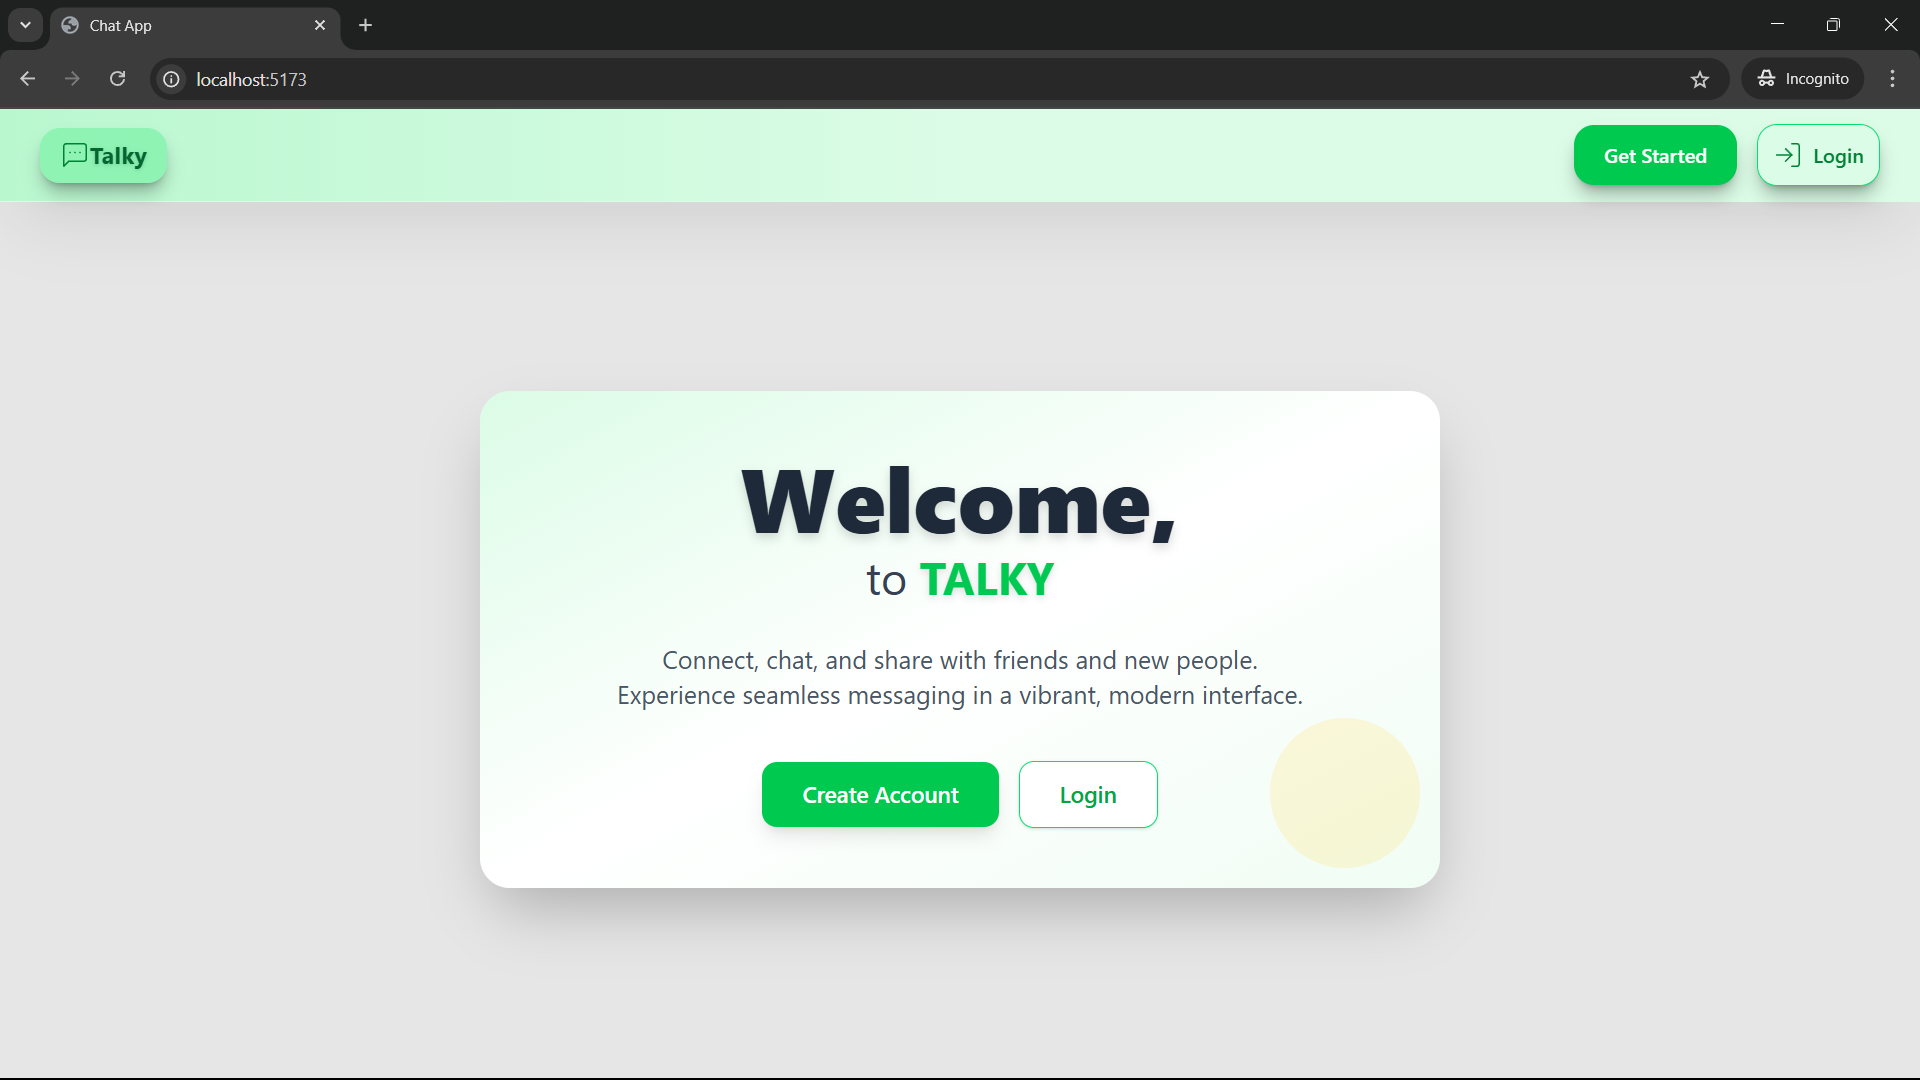 Chat App
localhost:5173
Incognito
Talky
Get Started
Login
Welcome,
to TALKY
Connect, chat, and share with friends and new people.
Experience seamless messaging in a vibrant, modern interface.
Create Account
Login